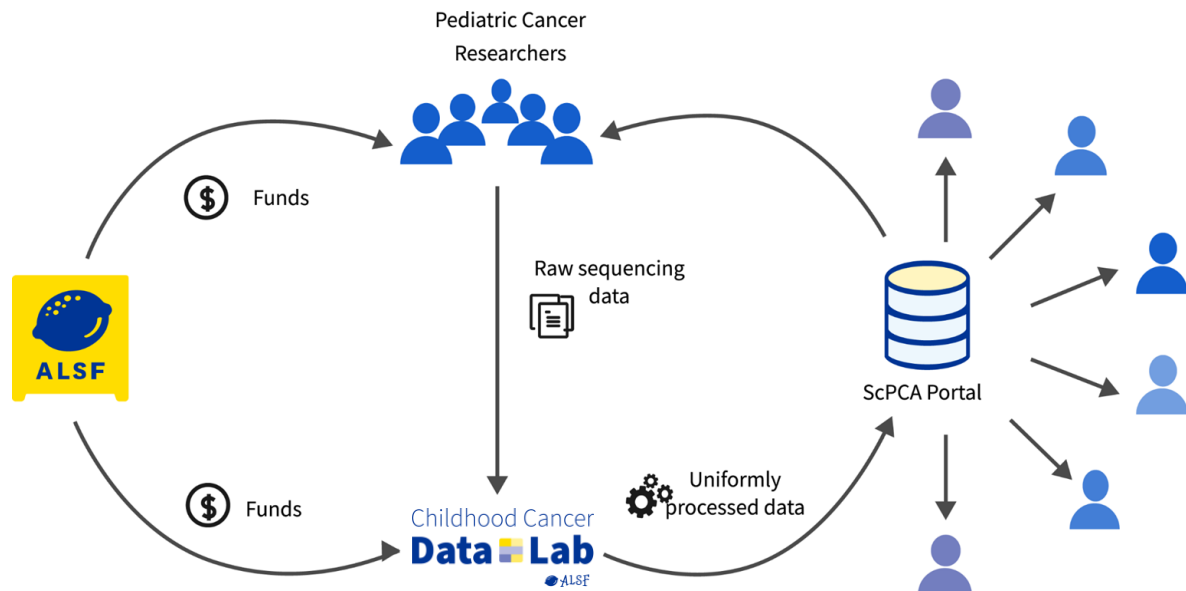 Pediatric Cancer
Researchers
$ Funds
Raw sequencing
data
ALSF
ScPCA Portal
$ Funds
Uniformly
processed data
Childhood Cancer
Data Lab
ALSF